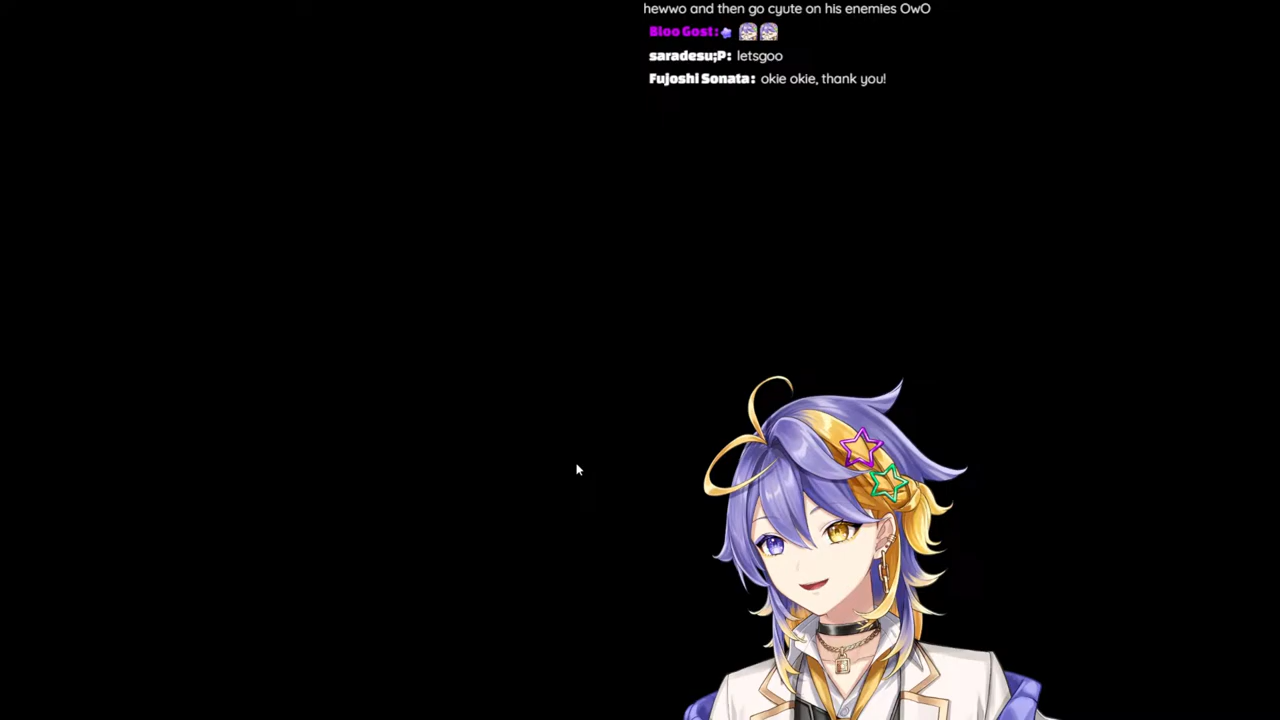 hewwo and then go cyute on his enemies OwO
Bloo Gost:
saradesu;P: letsgoo
Fujoshi Sonata: okie okie, thank you!